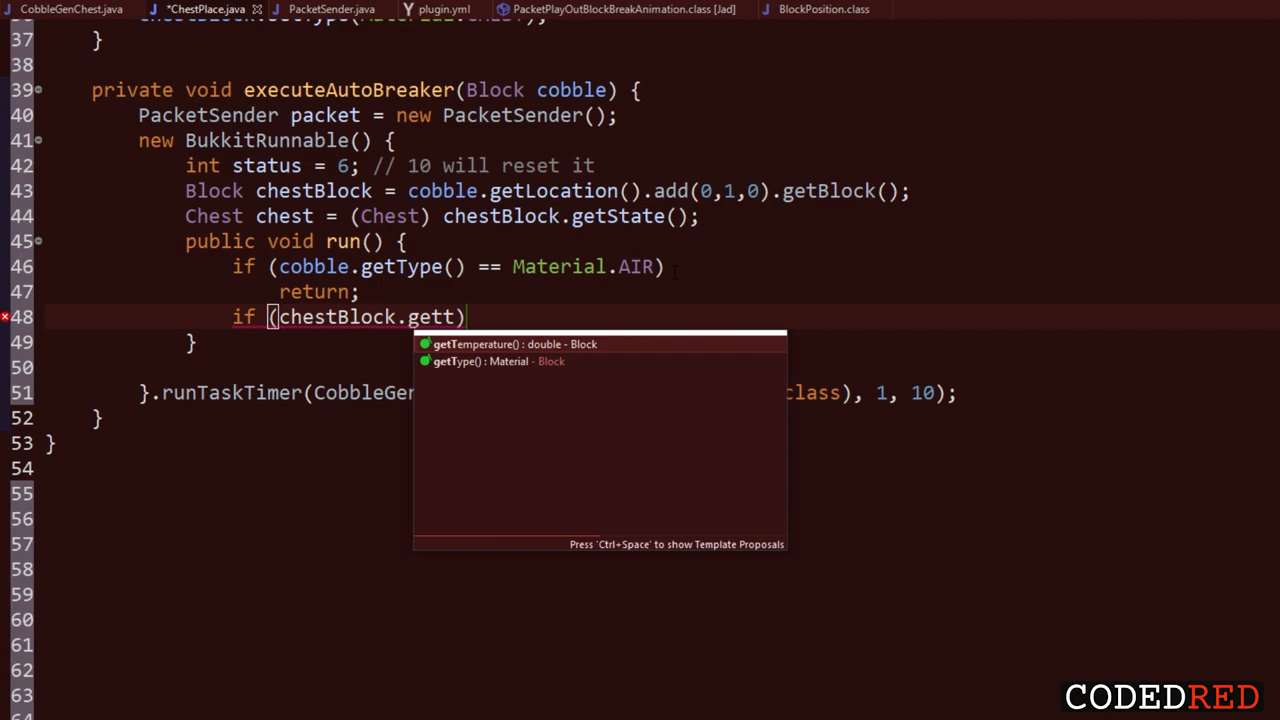 CobbleGenChest.java *ChestPlace.java PacketSender.java plugin.yml PacketPlayOutBlockBreakAnimation.class [Jad] BlockPosition.class
37 }
38
39 private void executeAutoBreaker(Block cobble) {
40 PacketSender packet = new PacketSender();
41 new BukkitRunnable() {
42 int status = 6; // 10 will reset it
43 Block chestBlock = cobble.getLocation().add(0,1,0).getBlock();
44 Chest chest = (Chest) chestBlock.getState();
45 public void run() {
46 if (cobble.getType() == Material.AIR)
47 return;
48 if (chestBlock.gett)
getTemperature() : double - Block
49 }
getType() : Material - Block
50
51 }.runTaskTimer(CobbleGen class), 1, 10);
52 }
53 }
54
55
56
57
Press 'Ctrl+Space' to show Template Proposals
58
59
60
61
62
63
CODEDRED